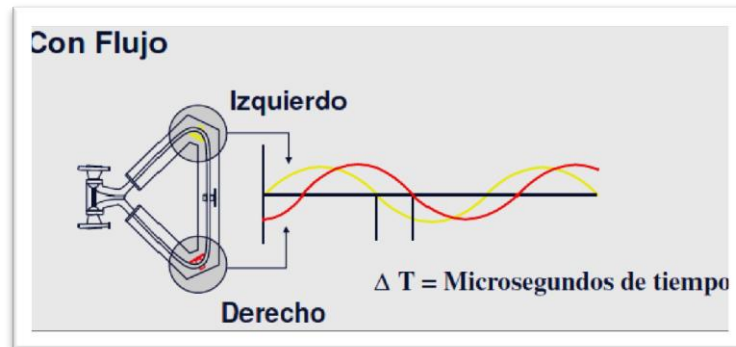 Con Flujo
Izquierdo
Δ T = Microsegundos de tiempo
Derecho